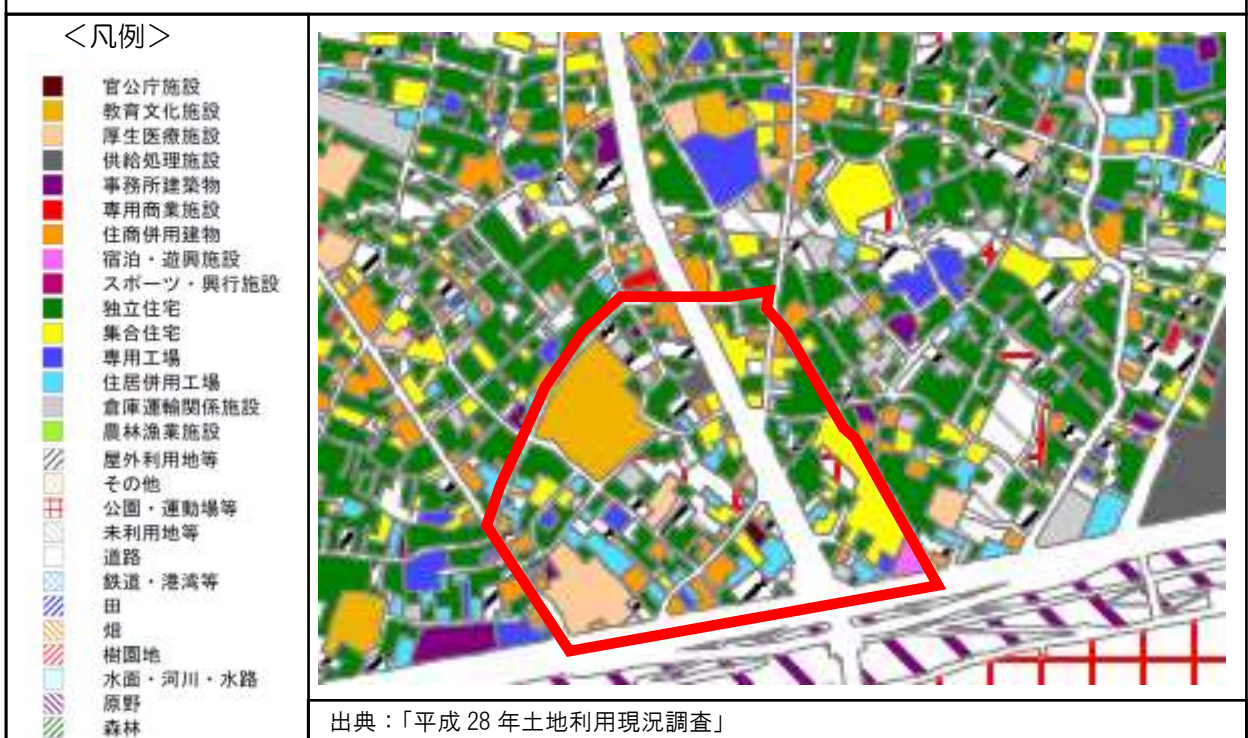 ＜凡例＞
官公庁施設
教育文化施設
厚生医療施設
供給処理施設
事務所建築物
専用商業施設
住商併用建物
宿泊・遊興施設
スポーツ・興行施設
独立住宅
集合住宅
専用工場
住居併用工場
倉庫運輸関係施設
農林漁業施設
屋外利用地等
その他
公園・運動場等
未利用地等
道路
鉄道・港湾等
田
畑
樹園地
水面・河川・水路
原野
森林
出典：「平成 28 年土地利用現況調査」